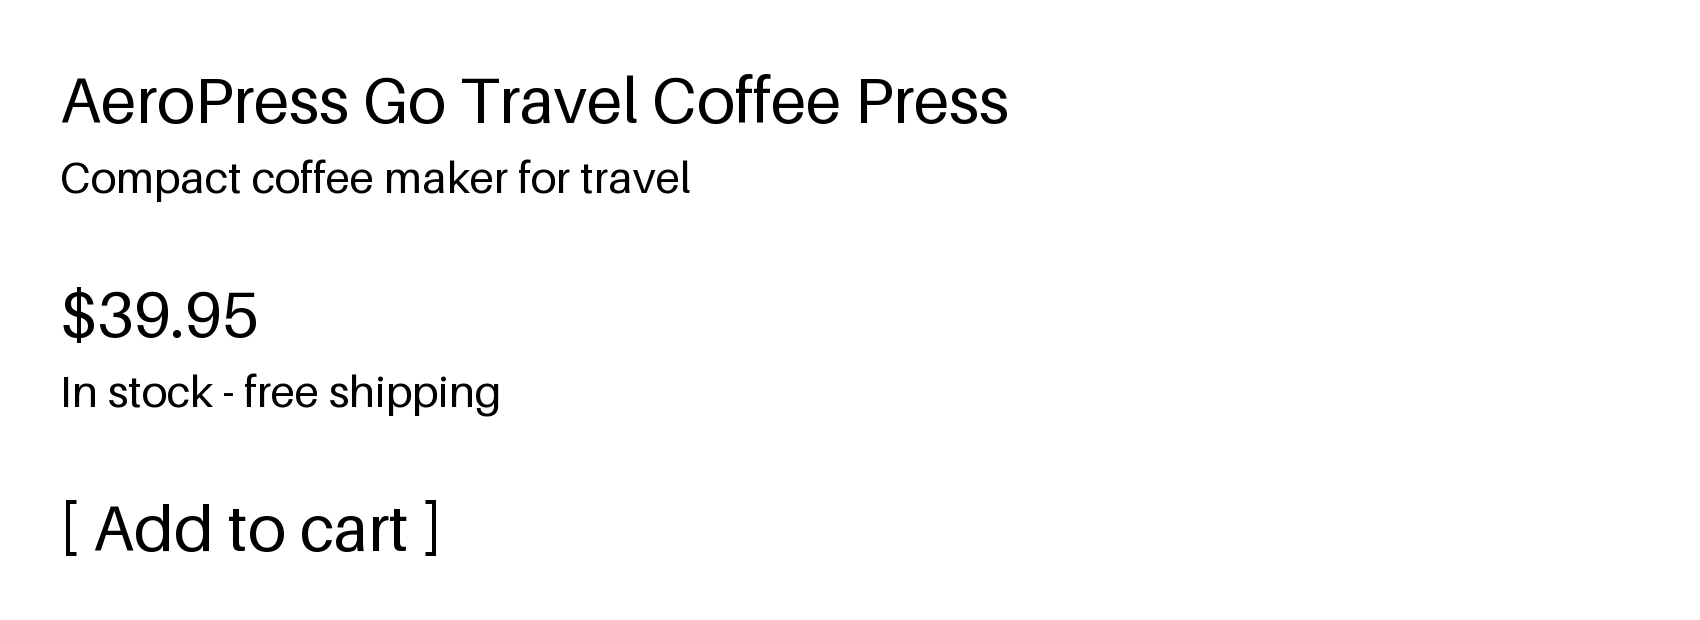 AeroPress Go Travel Coffee Press
Compact coffee maker for travel
$39.95
In stock - free shipping
[ Add to cart ]